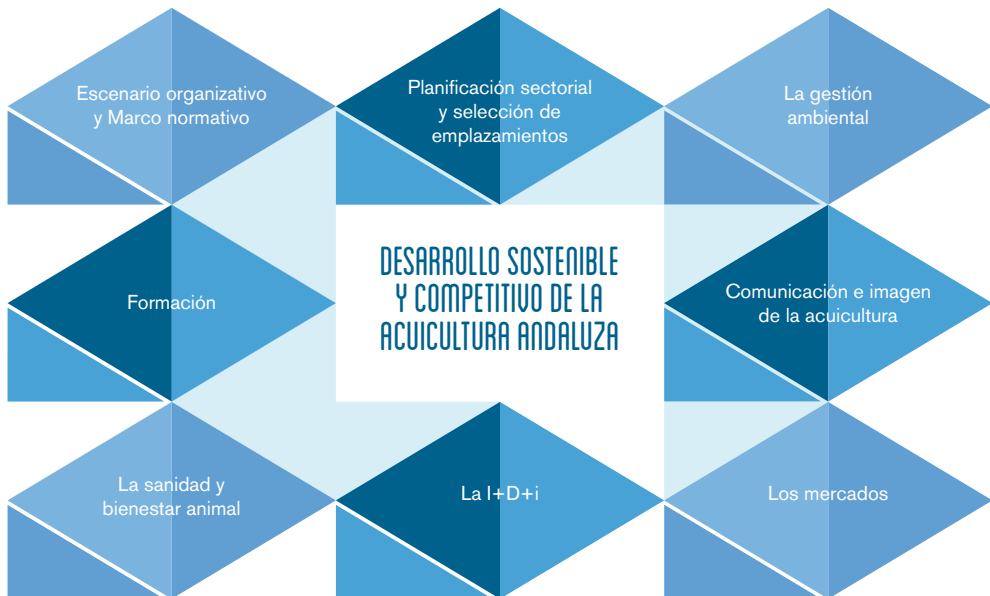 Escenario organizativo
y Marco normativo
Planificación sectorial
y selección de
emplazamientos
La gestión
ambiental
Formación
DESARROLLO SOSTENIBLE
Y COMPETITIVO DE LA
ACUICULTURA ANDALUZA
Comunicación e imagen
de la acuicultura
La sanidad y
bienestar animal
La I+D+i
Los mercados